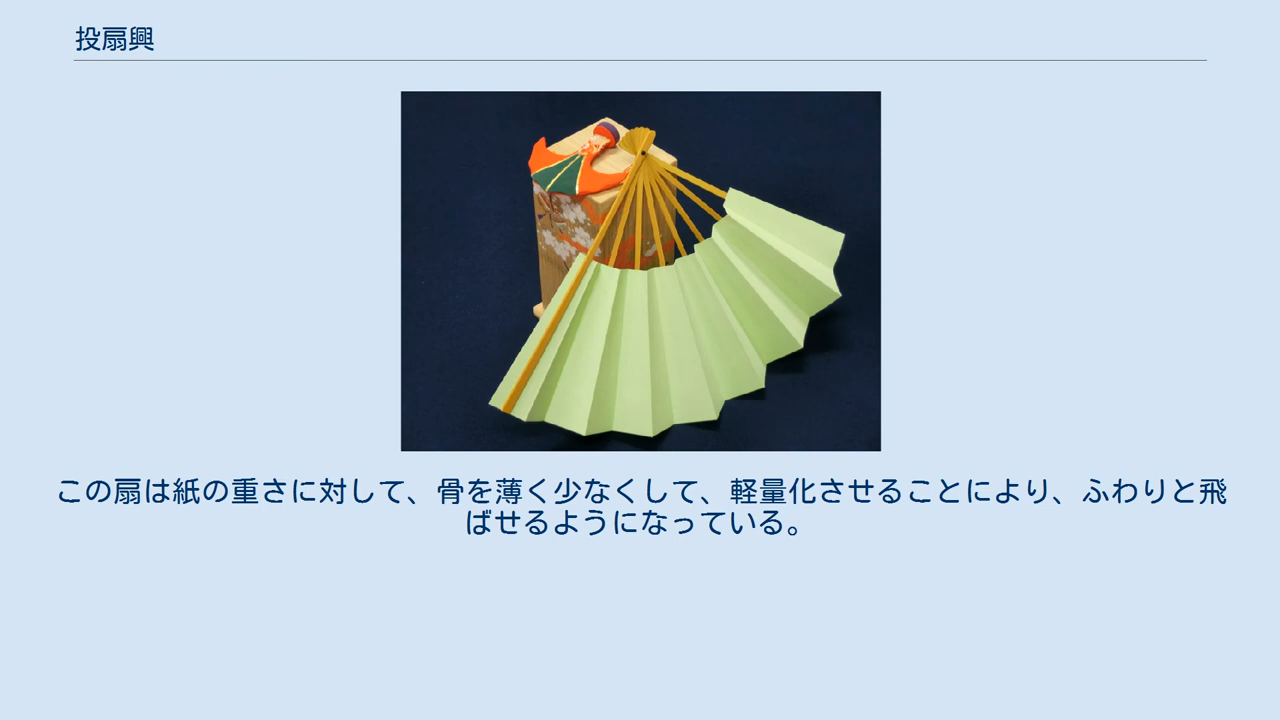 投扇興
この扇は紙の重さに対して、骨を薄く少なくして、軽量化させることにより、ふわりと飛
ばせるようになっている。